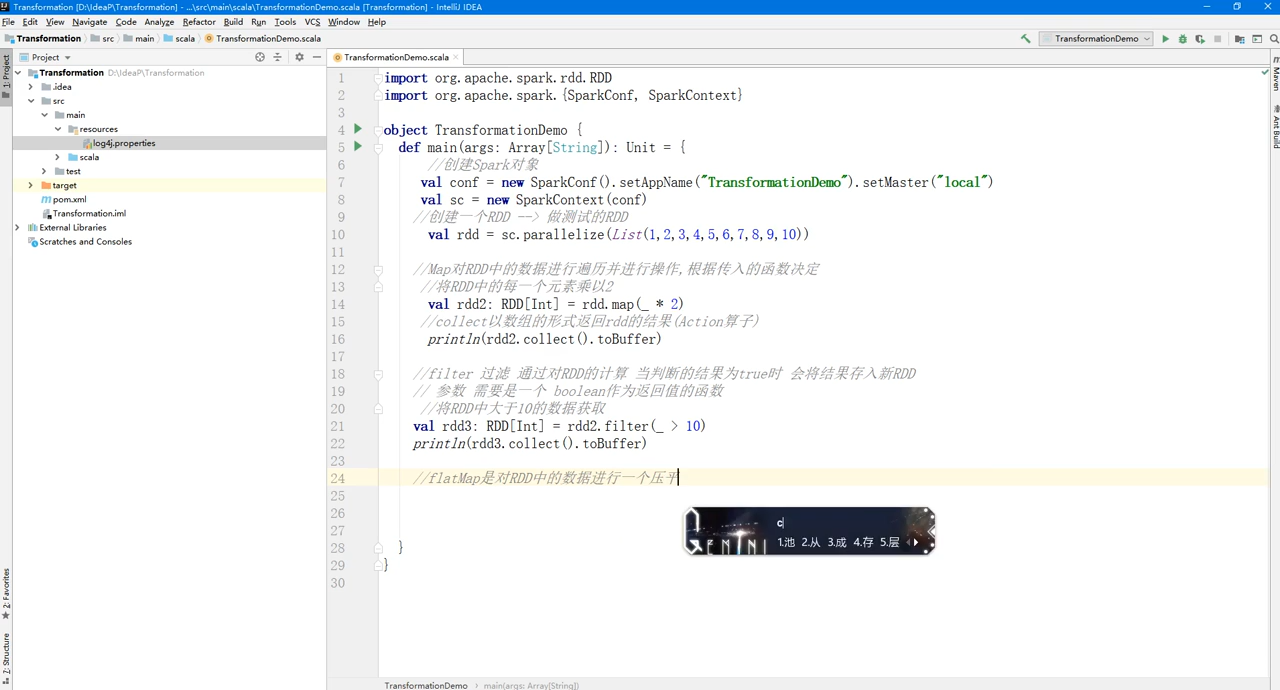 Transformation [D:\IdeaP\Transformation] - ...\src\main\scala\TransformationDemo.scala [Transformation] - IntelliJ IDEA
File Edit View Navigate Code Analyze Refactor Build Run Tools VCS Window Help
Transformation src main scala TransformationDemo.scala TransformationDemo
Project TransformationDemo.scala
Transformation D:\IdeaP\Transformation
.idea
src
main
resources
log4j.properties
scala
test
target
pom.xml
Transformation.iml
External Libraries
Scratches and Consoles
1: Project
2: Favorites
7: Structure
Maven
Ant Build
1 import org.apache.spark.rdd.RDD
2 import org.apache.spark.{SparkConf, SparkContext}
3
4 object TransformationDemo {
5 def main(args: Array[String]): Unit = {
6 //创建Spark对象
7 val conf = new SparkConf().setAppName("TransformationDemo").setMaster("local")
8 val sc = new SparkContext(conf)
9 //创建一个RDD --> 做测试的RDD
10 val rdd = sc.parallelize(List(1,2,3,4,5,6,7,8,9,10))
11
12 //Map对RDD中的数据进行遍历并进行操作,根据传入的函数决定
13 //将RDD中的每一个元素乘以2
14 val rdd2: RDD[Int] = rdd.map(_ * 2)
15 //collect以数组的形式返回rdd的结果(Action算子)
16 println(rdd2.collect().toBuffer)
17
18 //filter 过滤 通过对RDD的计算 当判断的结果为true时 会将结果存入新RDD
19 // 参数 需要是一个 boolean作为返回值的函数
20 //将RDD中大于10的数据获取
21 val rdd3: RDD[Int] = rdd2.filter(_ > 10)
22 println(rdd3.collect().toBuffer)
23
24 //flatMap是对RDD中的数据进行一个压平
25
26
27
28 }
29 }
30
c
1.池 2.从 3.成 4.存 5.层
EMINI
TransformationDemo main(args: Array[String])